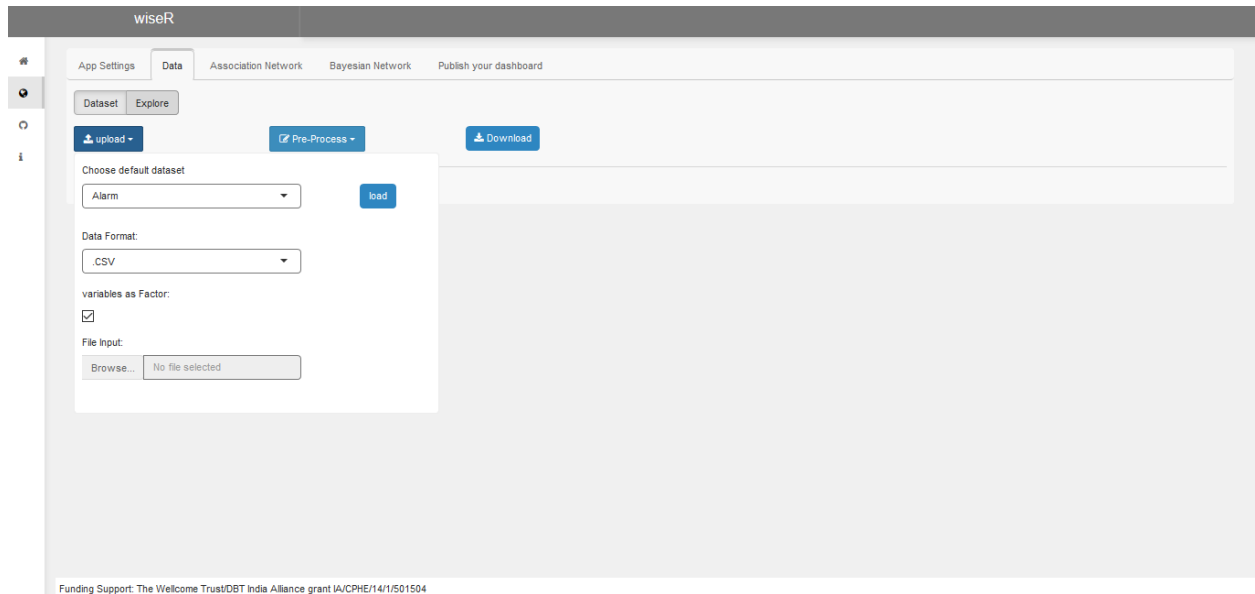 wiseR
App Settings Data Association Network Bayesian Network Publish your dashboard
Dataset Explore
upload Pre-Process Download
Choose default dataset
Alarm load
Data Format:
.CSV
variables as Factor:
File Input:
Browse... No file selected
Funding Support: The Wellcome Trust/DBT India Alliance grant IA/CPHE/14/1/501504